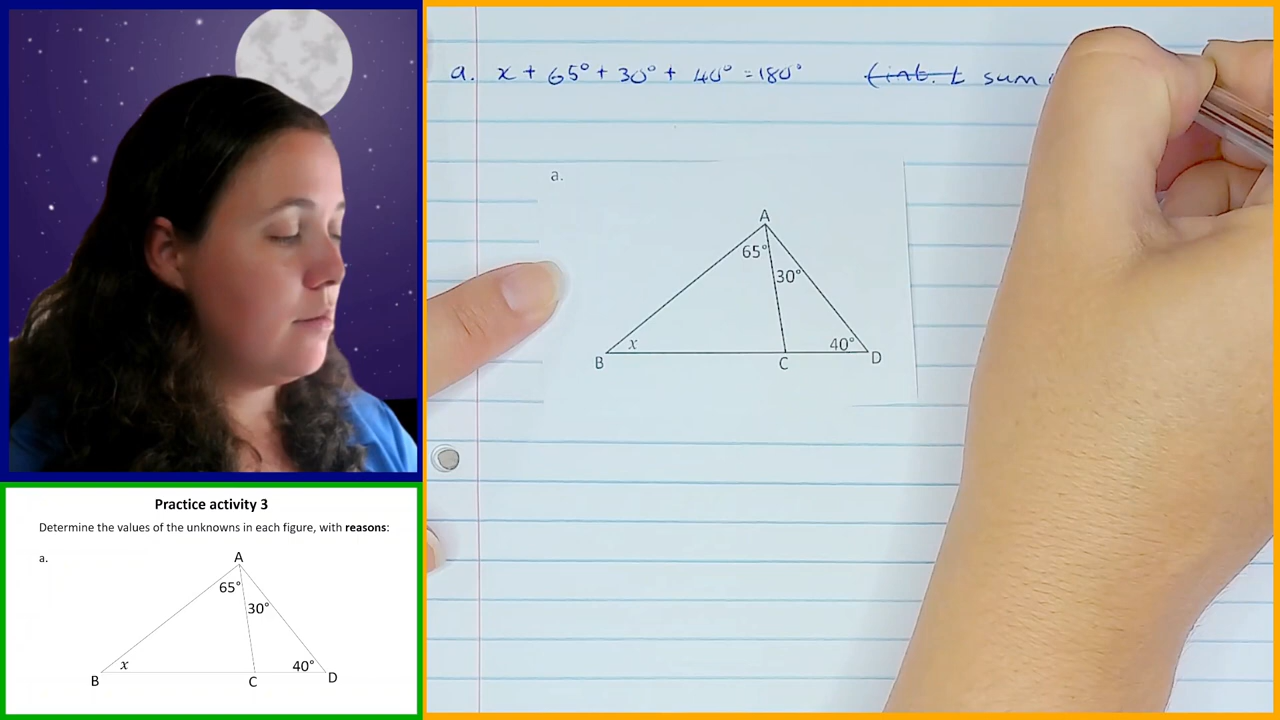 a. x + 65° + 30° + 40° = 180° (int. ∠ sum
a.
A
65°
30°
x
40°
B
C
D
Practice activity 3
Determine the values of the unknowns in each figure, with reasons:
a.
A
65°
30°
x
40°
B
C
D